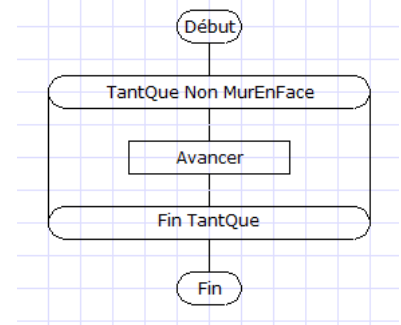 Début
TantQue Non MurEnFace
Avancer
Fin TantQue
Fin